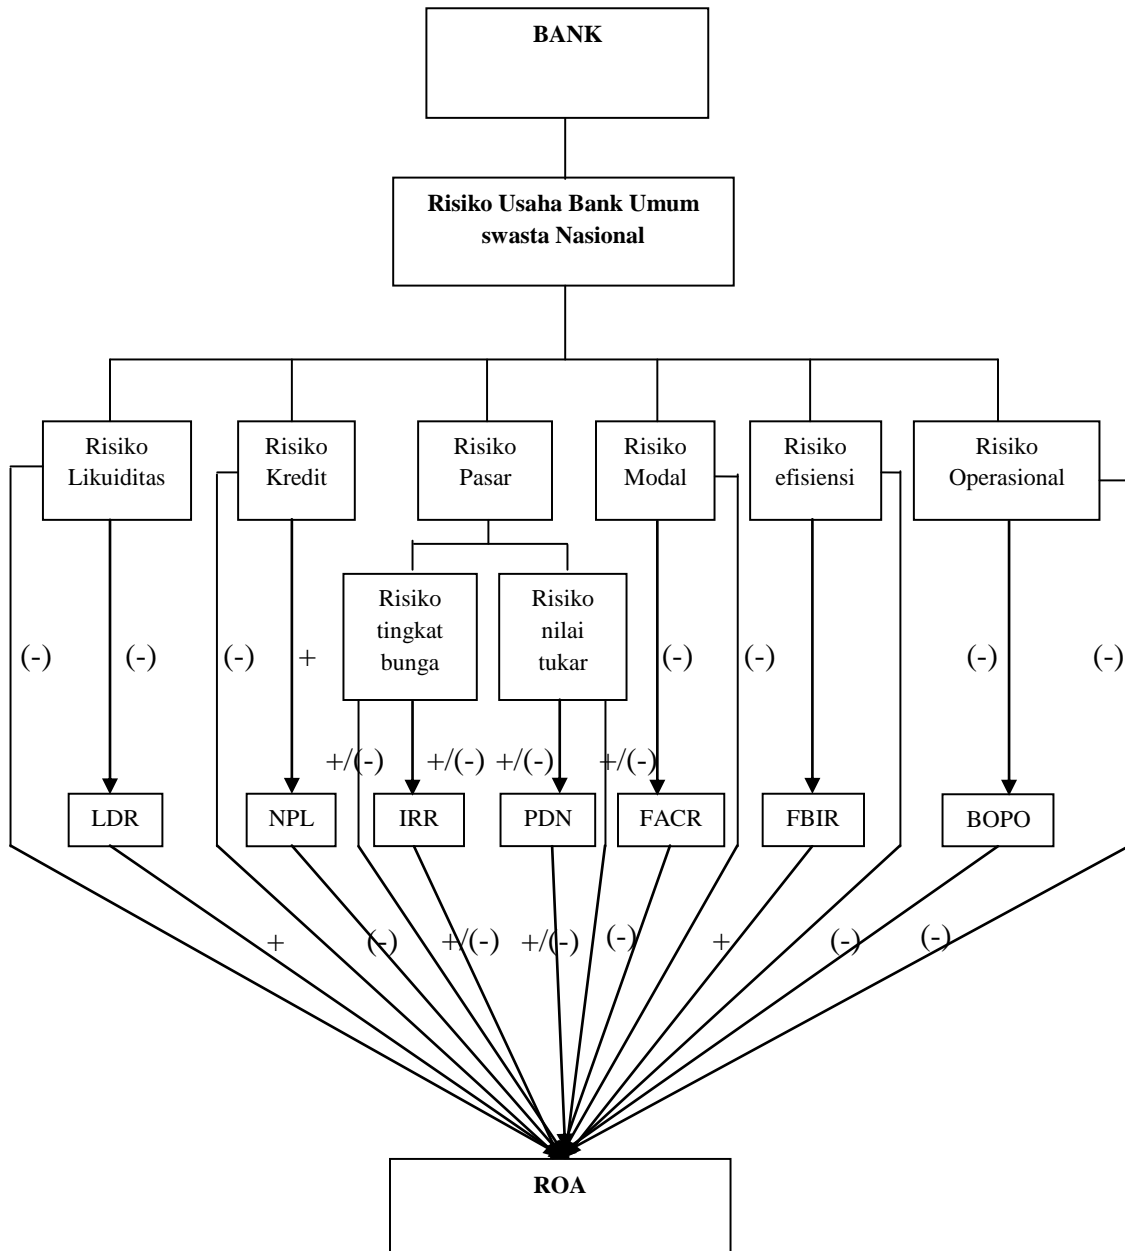 BANK
Risiko Usaha Bank Umum
swasta Nasional
Risiko
Likuiditas
Risiko
Kredit
Risiko
Pasar
Risiko
Modal
Risiko
efisiensi
Risiko
Operasional
Risiko
tingkat
bunga
Risiko
nilai
tukar
(-)
(-)
(-)
+
(-)
(-)
(-)
(-)
+/(-)
+/(-)
+/(-)
+/(-)
LDR
NPL
IRR
PDN
FACR
FBIR
BOPO
+
(-)
+/(-)
+/(-)
(-)
+
(-)
(-)
ROA